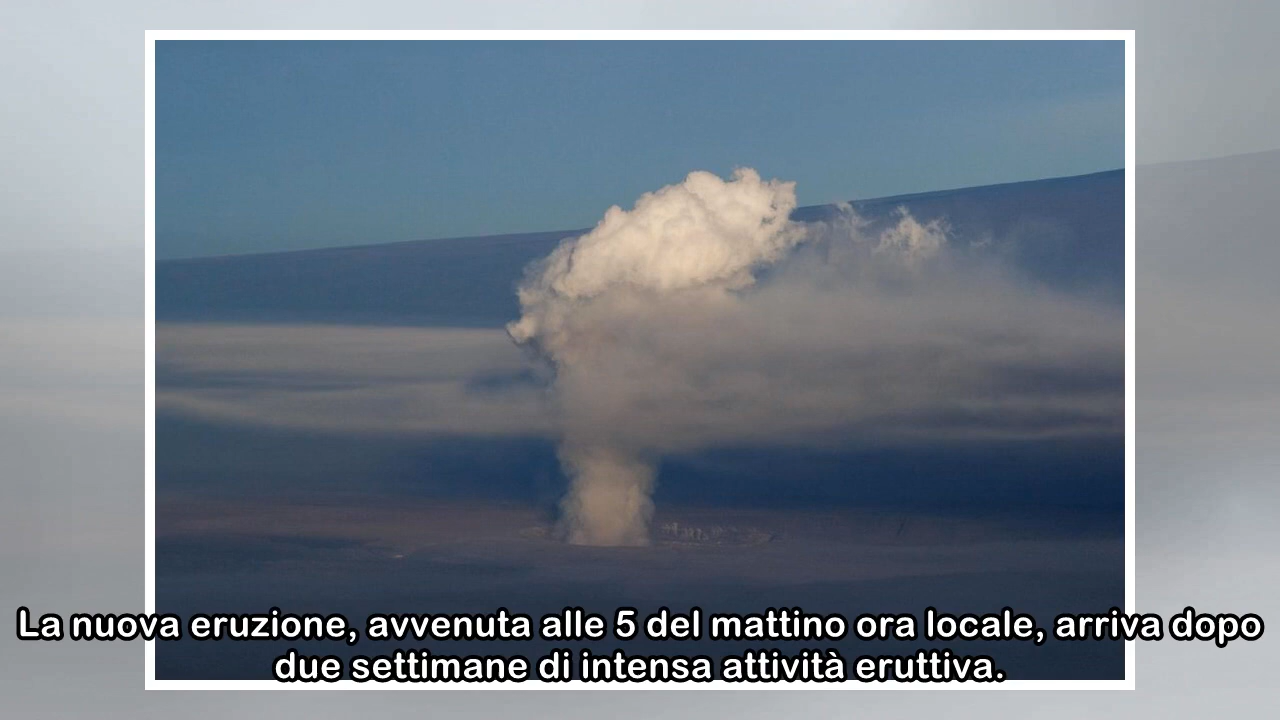 La nuova eruzione, avvenuta alle 5 del mattino ora locale, arriva dopo
due settimane di intensa attività eruttiva.